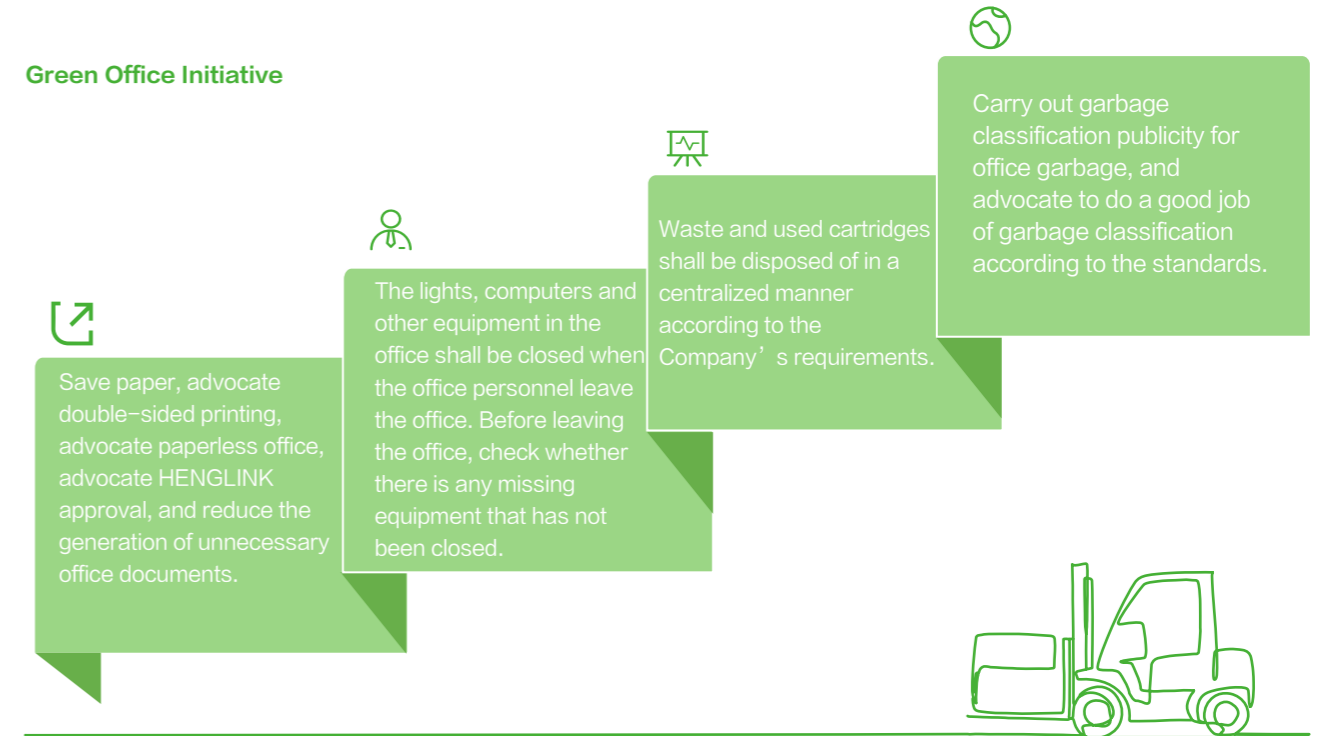 Green Office Initiative
Save paper, advocate
double-sided printing,
advocate paperless office,
advocate HENGLINK
approval, and reduce the
generation of unnecessary
office documents.
The lights, computers and
other equipment in the
office shall be closed when
the office personnel leave
the office. Before leaving
the office, check whether
there is any missing
equipment that has not
been closed.
Waste and used cartridges
shall be disposed of in a
centralized manner
according to the
Company’s requirements.
Carry out garbage
classification publicity for
office garbage, and
advocate to do a good job
of garbage classification
according to the standards.